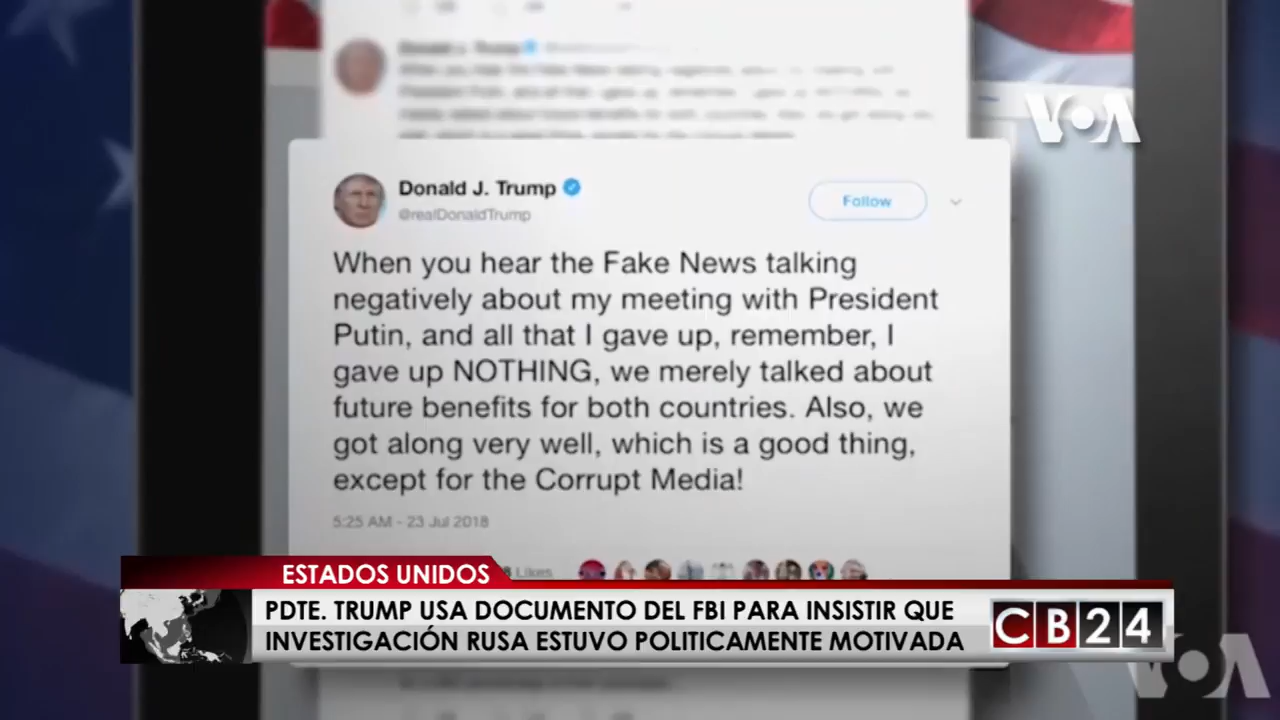 Donald J. Trump
VOA
Donald J. Trump
@realDonaldTrump
Follow
When you hear the Fake News talking
negatively about my meeting with President
Putin, and all that I gave up, remember, I
gave up NOTHING, we merely talked about
future benefits for both countries. Also, we
got along very well, which is a good thing,
except for the Corrupt Media!
5:25 AM - 23 Jul 2018
Likes
ESTADOS UNIDOS
PDTE. TRUMP USA DOCUMENTO DEL FBI PARA INSISTIR QUE
INVESTIGACIÓN RUSA ESTUVO POLITICAMENTE MOTIVADA
CB24
VOA